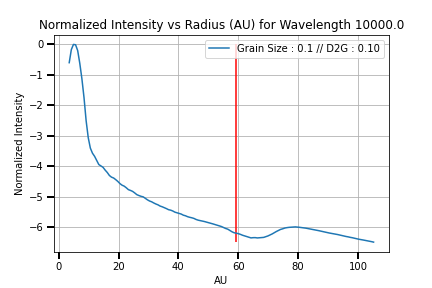 Normalized Intensity vs Radius (AU) for Wavelength 10000.0
Grain Size : 0.1 // D2G : 0.10
Normalized Intensity
0
−1
−2
−3
−4
−5
−6
0 20 40 60 80 100
AU